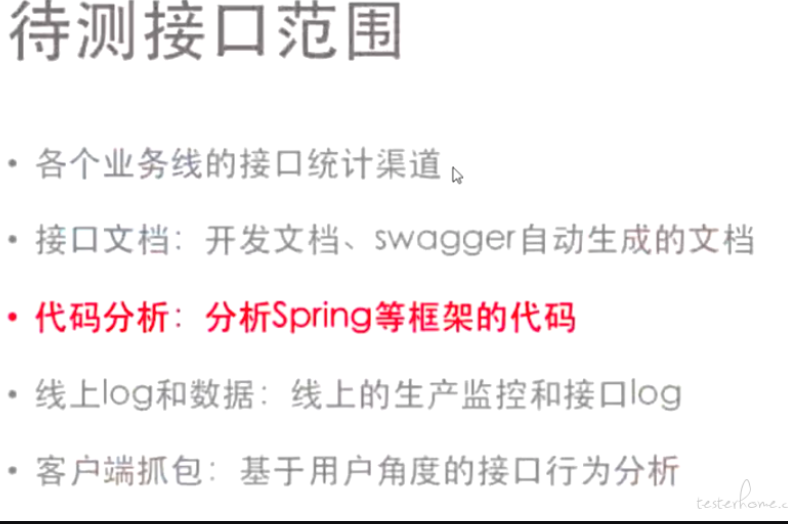 待测接口范围
• 各个业务线的接口统计渠道
• 接口文档：开发文档、swagger自动生成的文档
• 代码分析：分析Spring等框架的代码
• 线上log和数据：线上的生产监控和接口log
• 客户端抓包：基于用户角度的接口行为分析